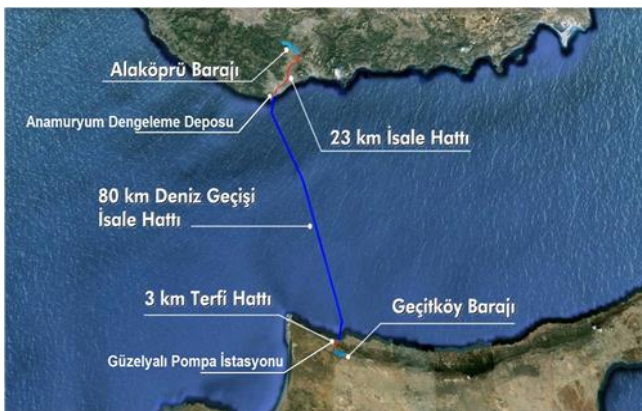 Alaköprü Barajı
Anamuryum Dengeleme Deposu
23 km İsale Hattı
80 km Deniz Geçişi
İsale Hattı
3 km Terfi Hattı
Geçitköy Barajı
Güzelyalı Pompa İstasyonu